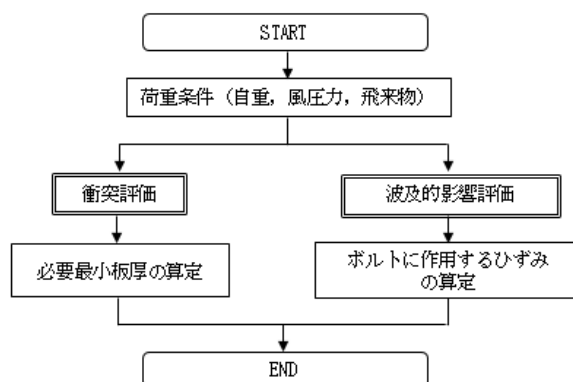 START
荷重条件（自重，風圧力，飛来物）
衝突評価
波及的影響評価
必要最小板厚の算定
ボルトに作用するひずみ
の算定
END